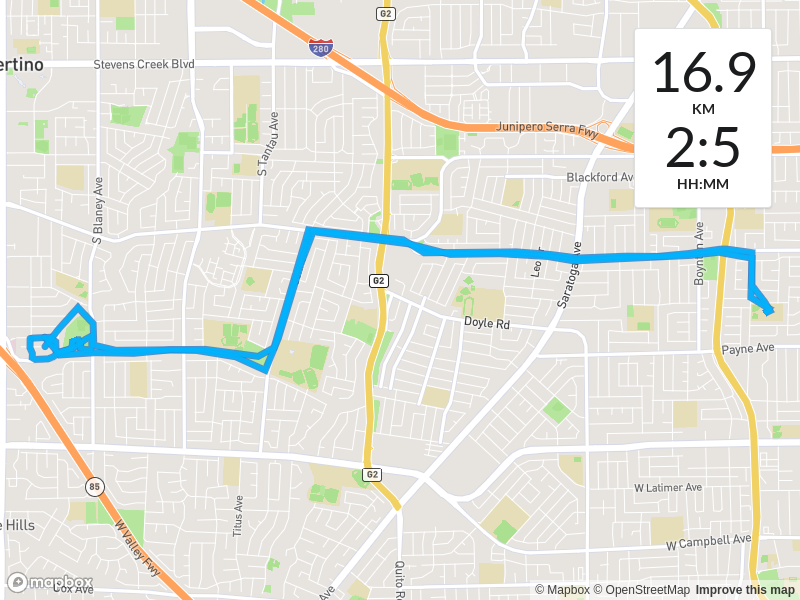 G2
280
ertino
Stevens Creek Blvd
16.9
KM
2:5
HH:MM
S Tantau Ave
Junipero Serra Fwy
Blackford Ave
S Blaney Ave
Boynton Ave
Saratoga Ave
G2
Doyle Rd
Payne Ave
G2
85
W Latimer Ave
Titus Ave
e Hills
W Valley Fwy
W Campbell Ave
Quito R
mapbox
Cox Ave
© Mapbox © OpenStreetMap Improve this map